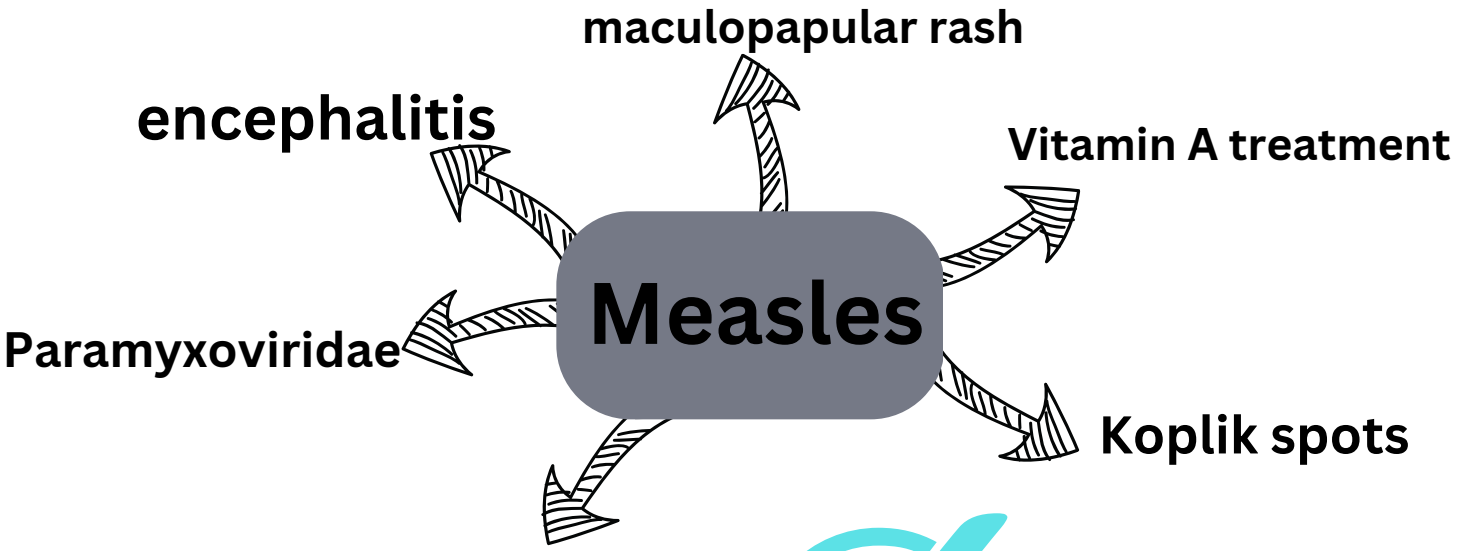 maculopapular rash
encephalitis
Vitamin A treatment
Measles
Paramyxoviridae
Koplik spots